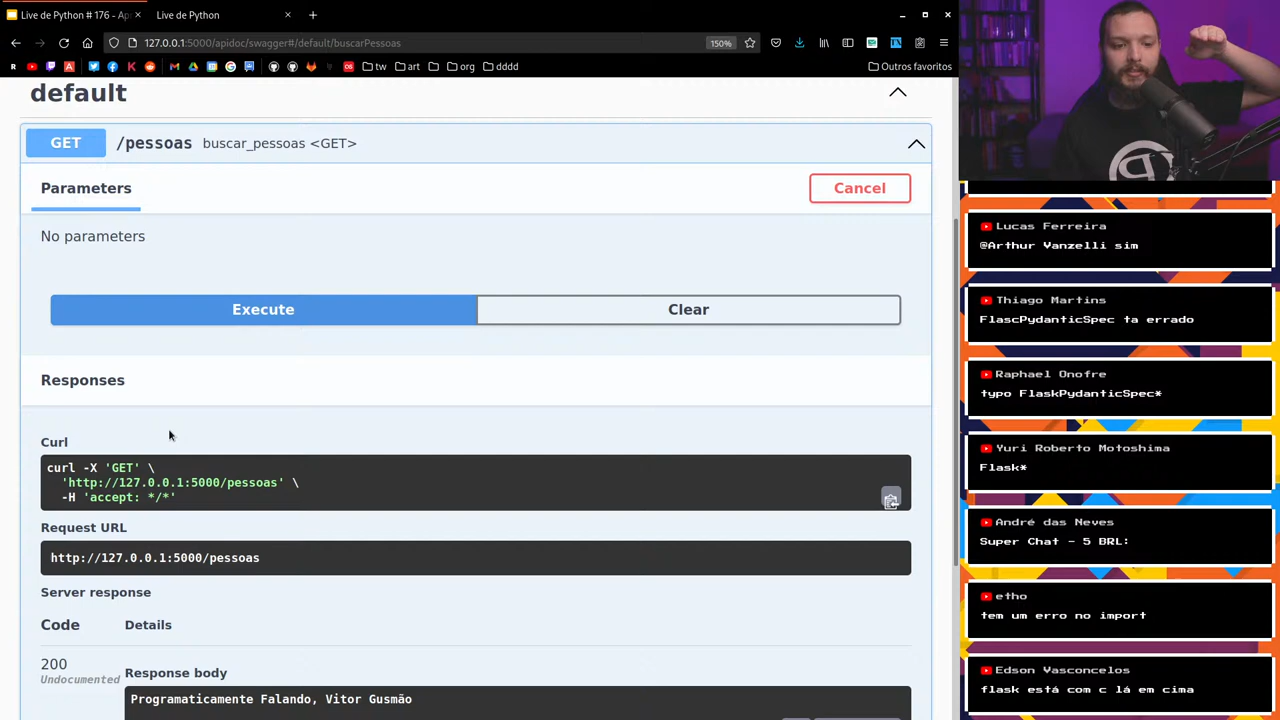 Live de Python # 176 - Ap
Live de Python
127.0.0.1:5000/apidoc/swagger#/default/buscarPessoas
150%
tw
art
org
dddd
Outros favoritos
default
GET /pessoas buscar_pessoas <GET>
Parameters
Cancel
No parameters
Execute
Clear
Responses
Curl
curl -X 'GET' \
'http://127.0.0.1:5000/pessoas' \
-H 'accept: */*'
Request URL
http://127.0.0.1:5000/pessoas
Server response
Code Details
200
Undocumented
Response body
Programaticamente Falando, Vitor Gusmão
Lucas Ferreira
@Arthur Vanzelli sim
Thiago Martins
FlascPydanticSpec ta errado
Raphael Onofre
typo FlaskPydanticSpec*
Yuri Roberto Motoshima
Flask*
André das Neves
Super Chat - 5 BRL:
etho
tem um erro no import
Edson Vasconcelos
flask está com c lá em cima